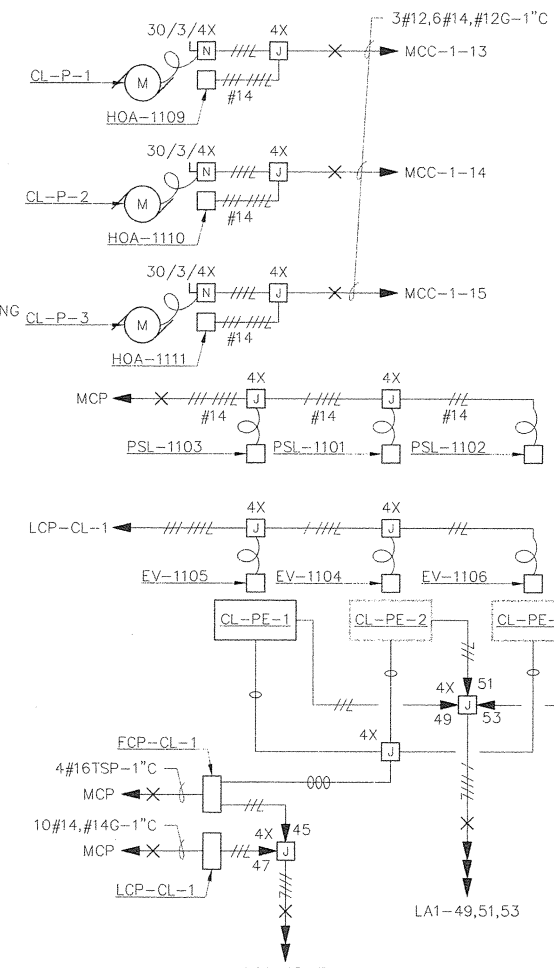 3#12,6#14,#12G-1"C
30/3/4X
4X
N
J
MCC-1-13
CL-P-1
M
#14
HOA-1109
30/3/4X
4X
N
J
MCC-1-14
CL-P-2
M
#14
HOA-1110
30/3/4X
4X
N
J
MCC-1-15
NG
CL-P-3
M
#14
HOA-1111
4X
4X
MCP
J
J
#14
#14
#14
PSL-1103
PSL-1101
PSL-1102
4X
4X
LCP-CL-1
J
J
EV-1105
EV-1104
EV-1106
CL-PE-1
CL-PE-2
CL-PE-
51
4X
J
49
53
4X
J
FCP-CL-1
4#16TSP-1"C
MCP
45
10#14,#14G-1"C
4X
J
MCP
47
LCP-CL-1
LA1-49,51,53